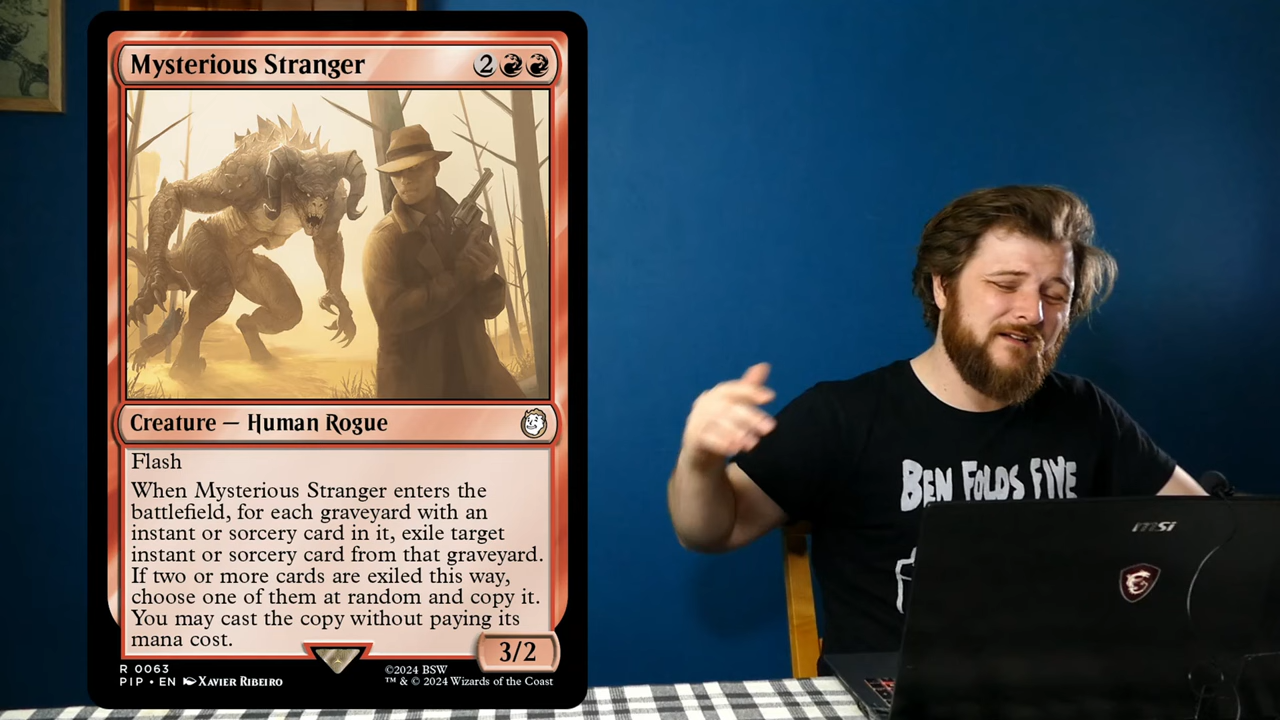 Mysterious Stranger 2
Creature — Human Rogue
Flash
When Mysterious Stranger enters the
battlefield, for each graveyard with an
instant or sorcery card in it, exile target
instant or sorcery card from that graveyard.
If two or more cards are exiled this way,
choose one of them at random and copy it.
You may cast the copy without paying its
mana cost.
3/2
R 0063
PIP • EN Xavier Ribeiro
©2024 BSW
™ & © 2024 Wizards of the Coast
BEN FOLDS FIVE
msi